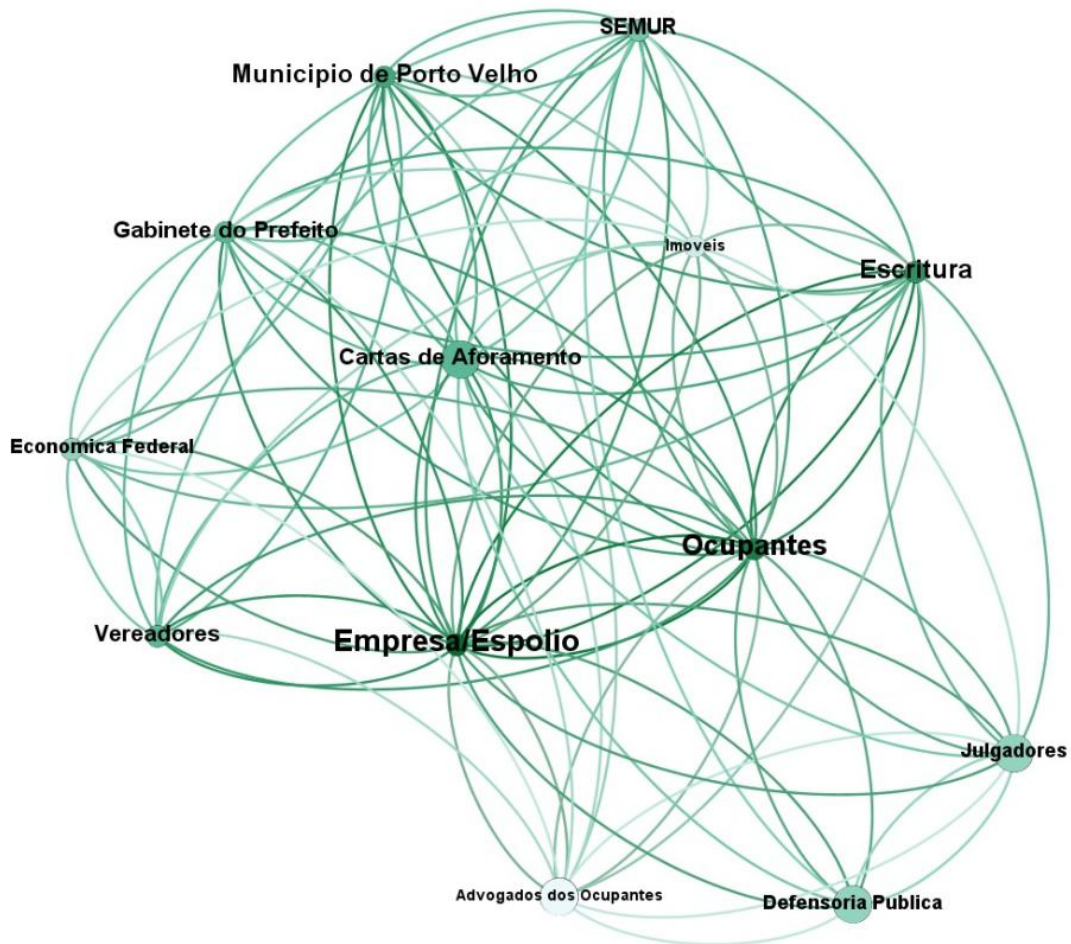 SEMUR
Municipio de Porto Velho
Gabinete do Prefeito
Imoveis
Escritura
Cartas de Aforamento
Economica Federal
Ocupantes
Vereadores
Empresa/Espolio
Julgadores
Advogados dos Ocupantes
Defensoria Publica